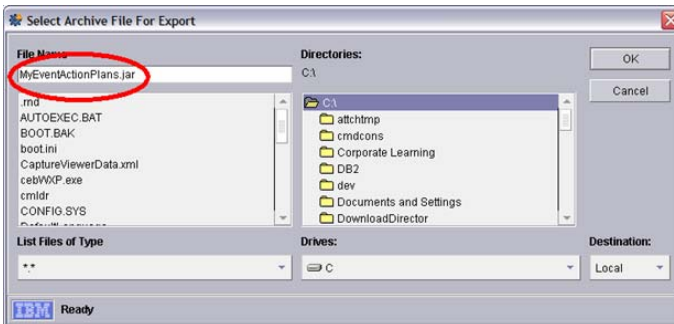 Select Archive File For Export
File Name
MyEventActionPlans.jar
.rnd
AUTOEXEC.BAT
BOOT.BAK
boot.ini
CaptureViewerData.xml
cebWXP.exe
cmldr
CONFIG.SYS
Directories:
C:\
C:\
attchtmp
cmdcons
Corporate Learning
DB2
dev
Documents and Settings
DownloadDirector
OK
Cancel
List Files of Type
*.*
Drives:
C
Destination:
Local
IBM Ready